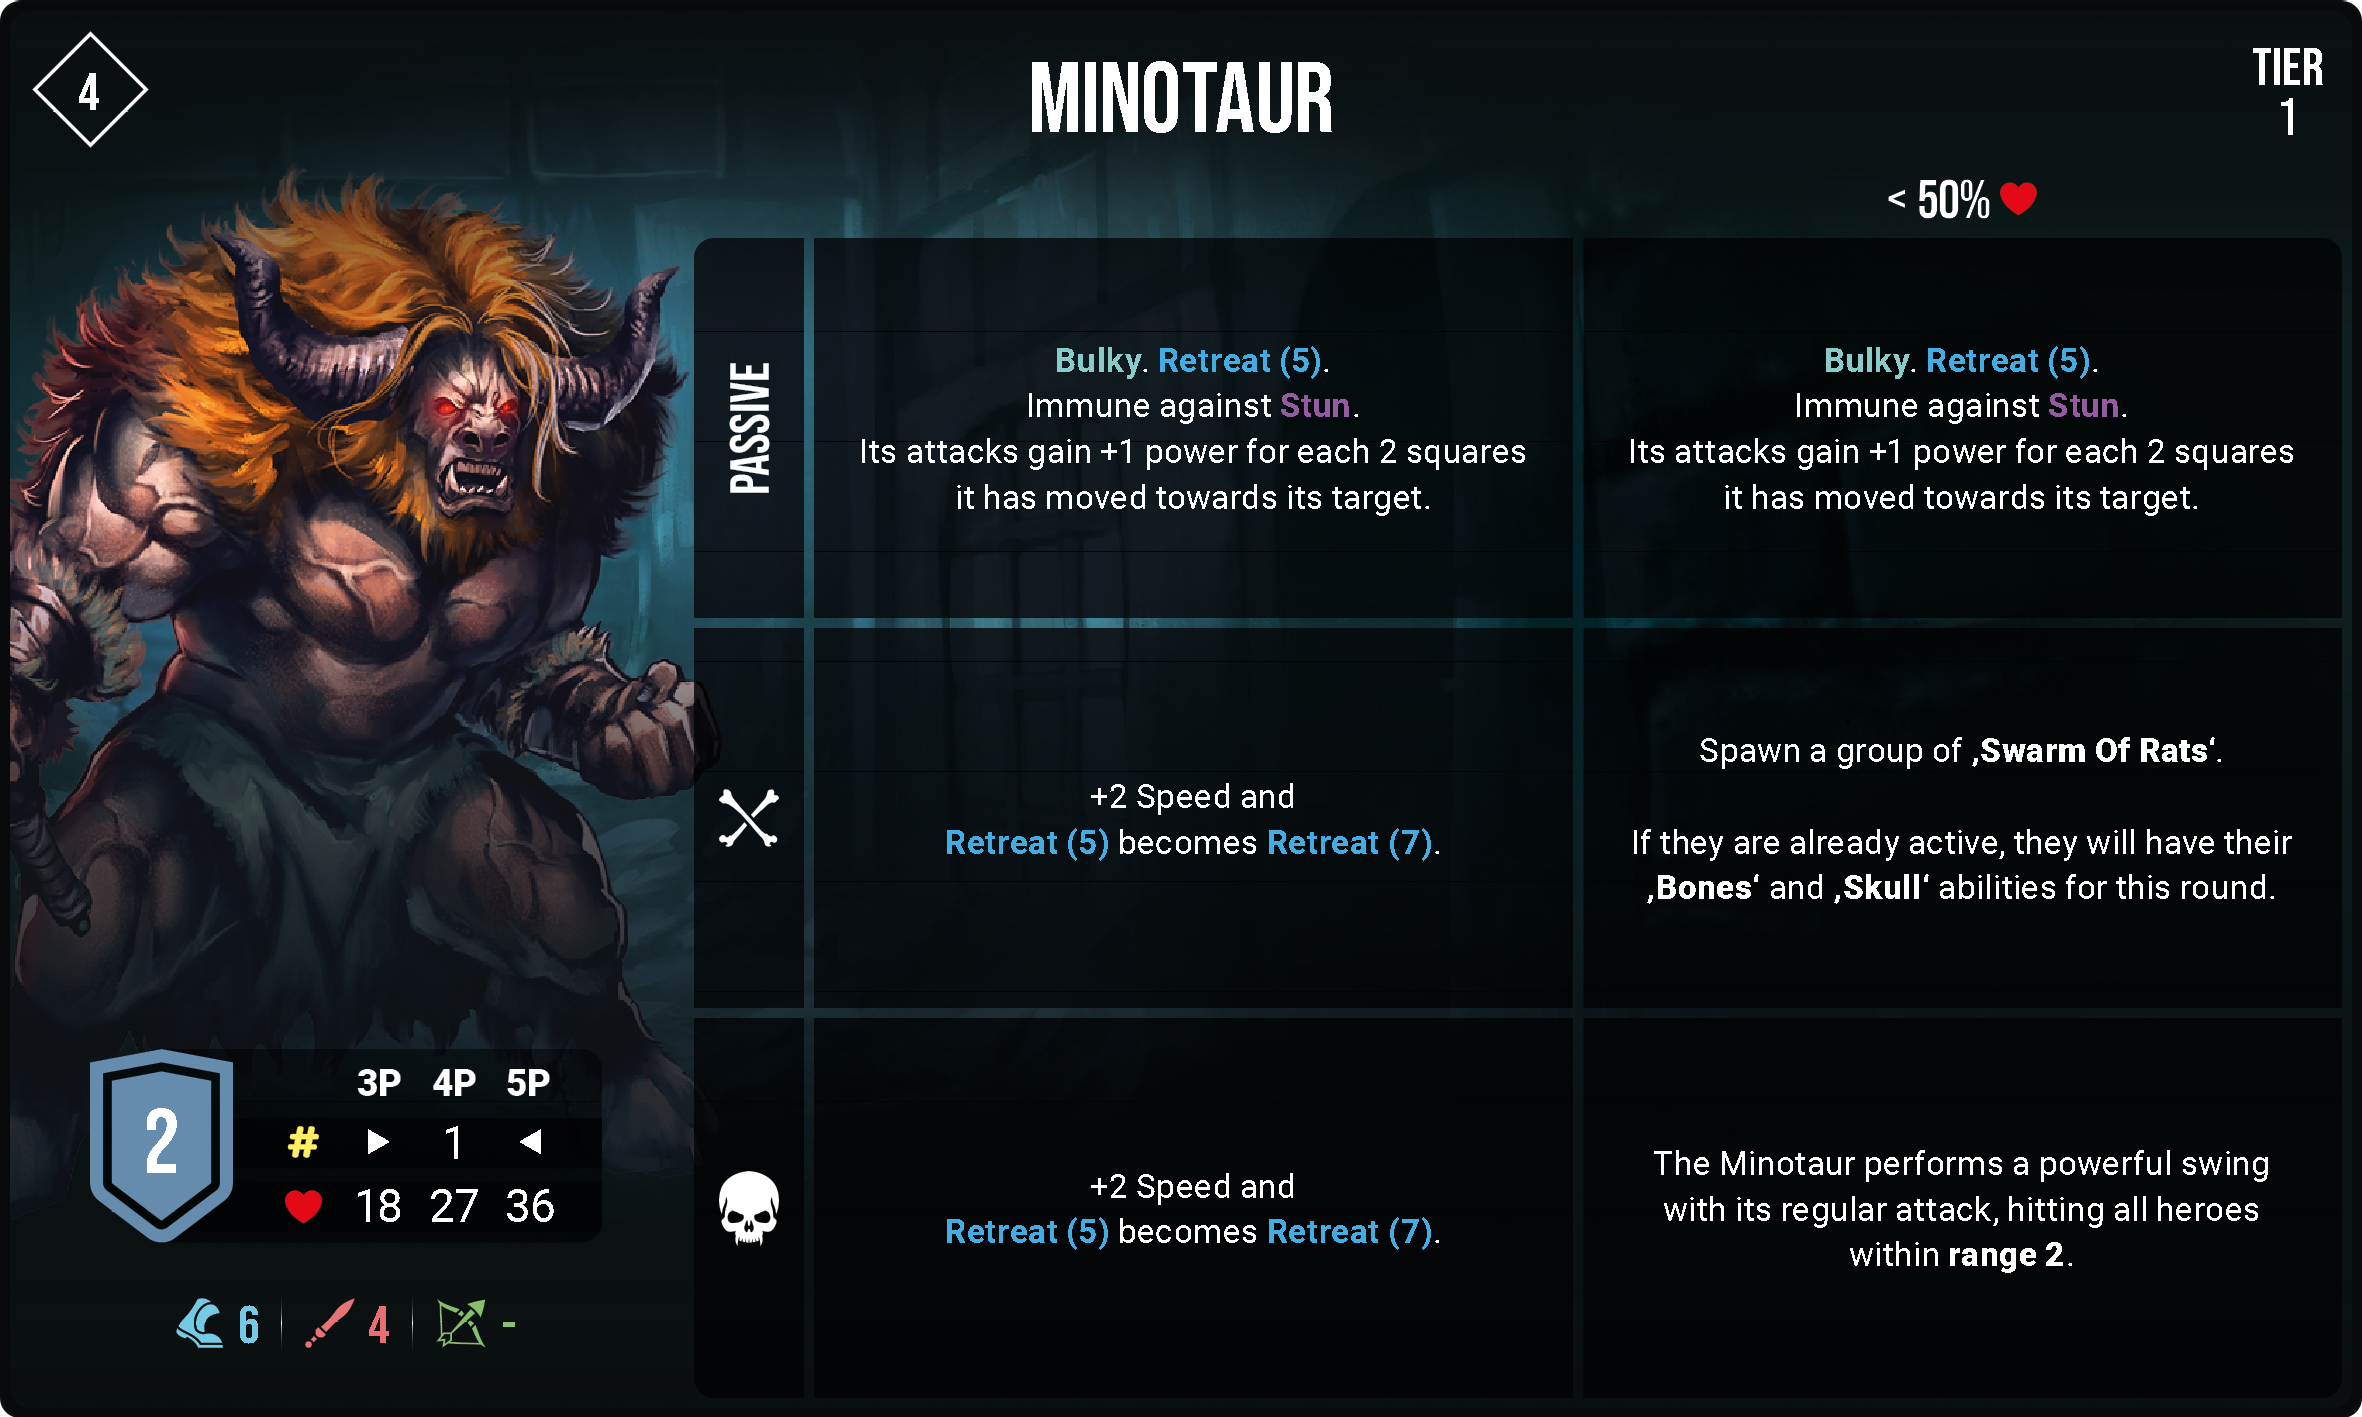 4
MINOTAUR
TIER
1
< 50%
PASSIVE
Bulky. Retreat (5).
Immune against Stun.
Its attacks gain +1 power for each 2 squares
it has moved towards its target.
Bulky. Retreat (5).
Immune against Stun.
Its attacks gain +1 power for each 2 squares
it has moved towards its target.
+2 Speed and
Retreat (5) becomes Retreat (7).
Spawn a group of ‚Swarm Of Rats‘.
If they are already active, they will have their
‚Bones‘ and ‚Skull‘ abilities for this round.
+2 Speed and
Retreat (5) becomes Retreat (7).
The Minotaur performs a powerful swing
with its regular attack, hitting all heroes
within range 2.
2
3P 4P 5P
# 1
18 27 36
6 4 -